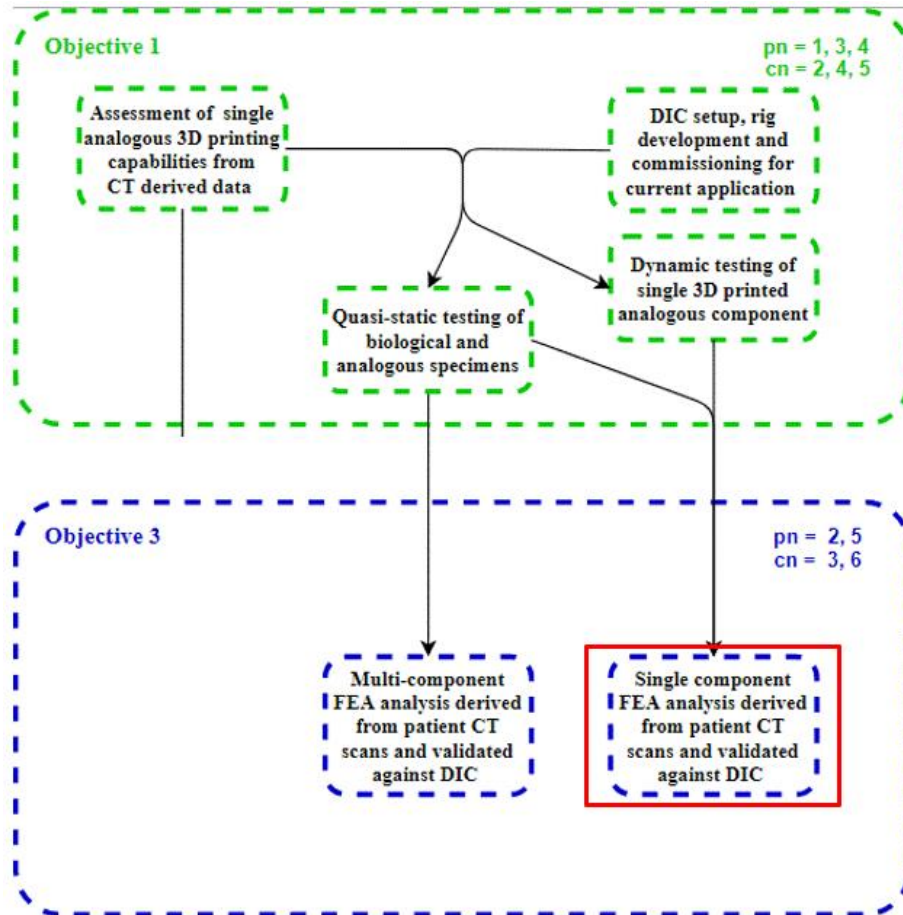 Objective 1
pn = 1, 3, 4
cn = 2, 4, 5
Assessment of single
analogous 3D printing
capabilities from
CT derived data
DIC setup, rig
development and
commissioning for
current application
Dynamic testing of
single 3D printed
analogous component
Quasi-static testing of
biological and
analogous specimens
Objective 3
pn = 2, 5
cn = 3, 6
Multi-component
FEA analysis derived
from patient CT
scans and validated
against DIC
Single component
FEA analysis derived
from patient CT
scans and validated
against DIC